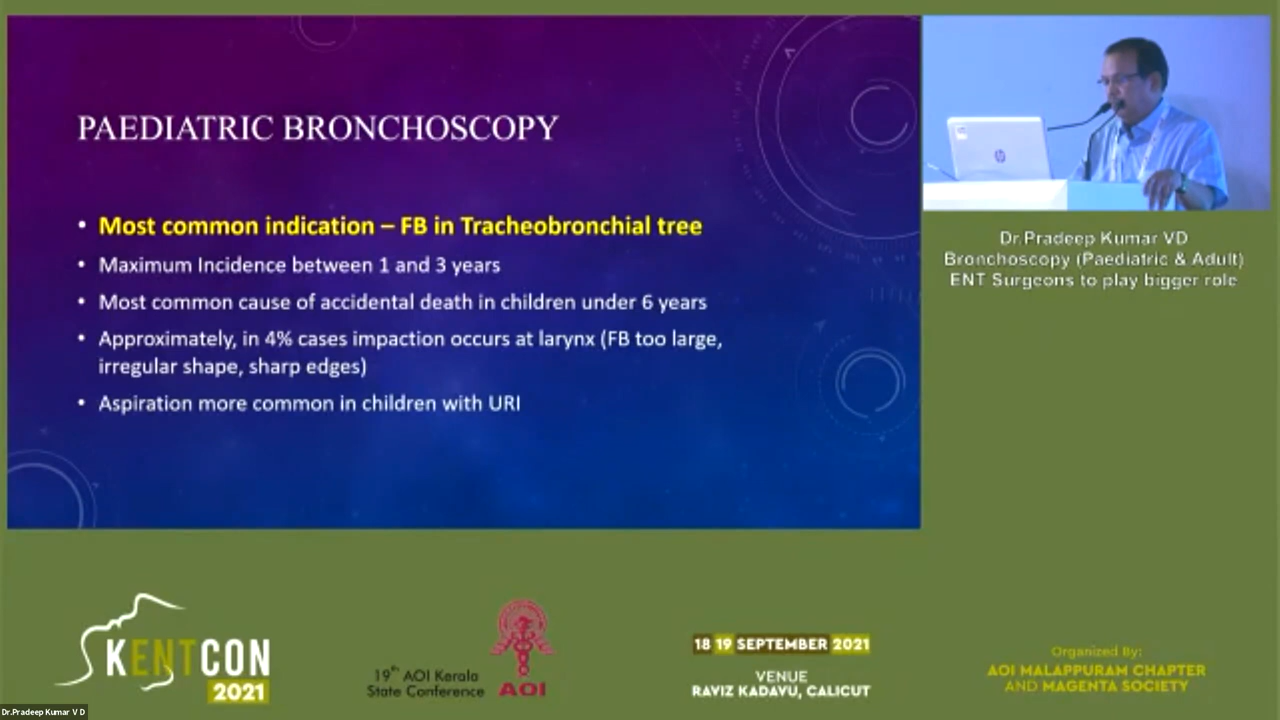 PAEDIATRIC BRONCHOSCOPY
• Most common indication – FB in Tracheobronchial tree
• Maximum Incidence between 1 and 3 years
• Most common cause of accidental death in children under 6 years
• Approximately, in 4% cases impaction occurs at larynx (FB too large,
irregular shape, sharp edges)
• Aspiration more common in children with URI
Dr.Pradeep Kumar VD
Bronchoscopy (Paediatric & Adult)
ENT Surgeons to play bigger role
KENTCON
2021
19th AOI Kerala
State Conference
AOI
18 19 SEPTEMBER 2021
VENUE
RAVIZ KADAVU, CALICUT
Organized By:
AOI MALAPPURAM CHAPTER
AND MAGENTA SOCIETY
Dr.Pradeep Kumar V D